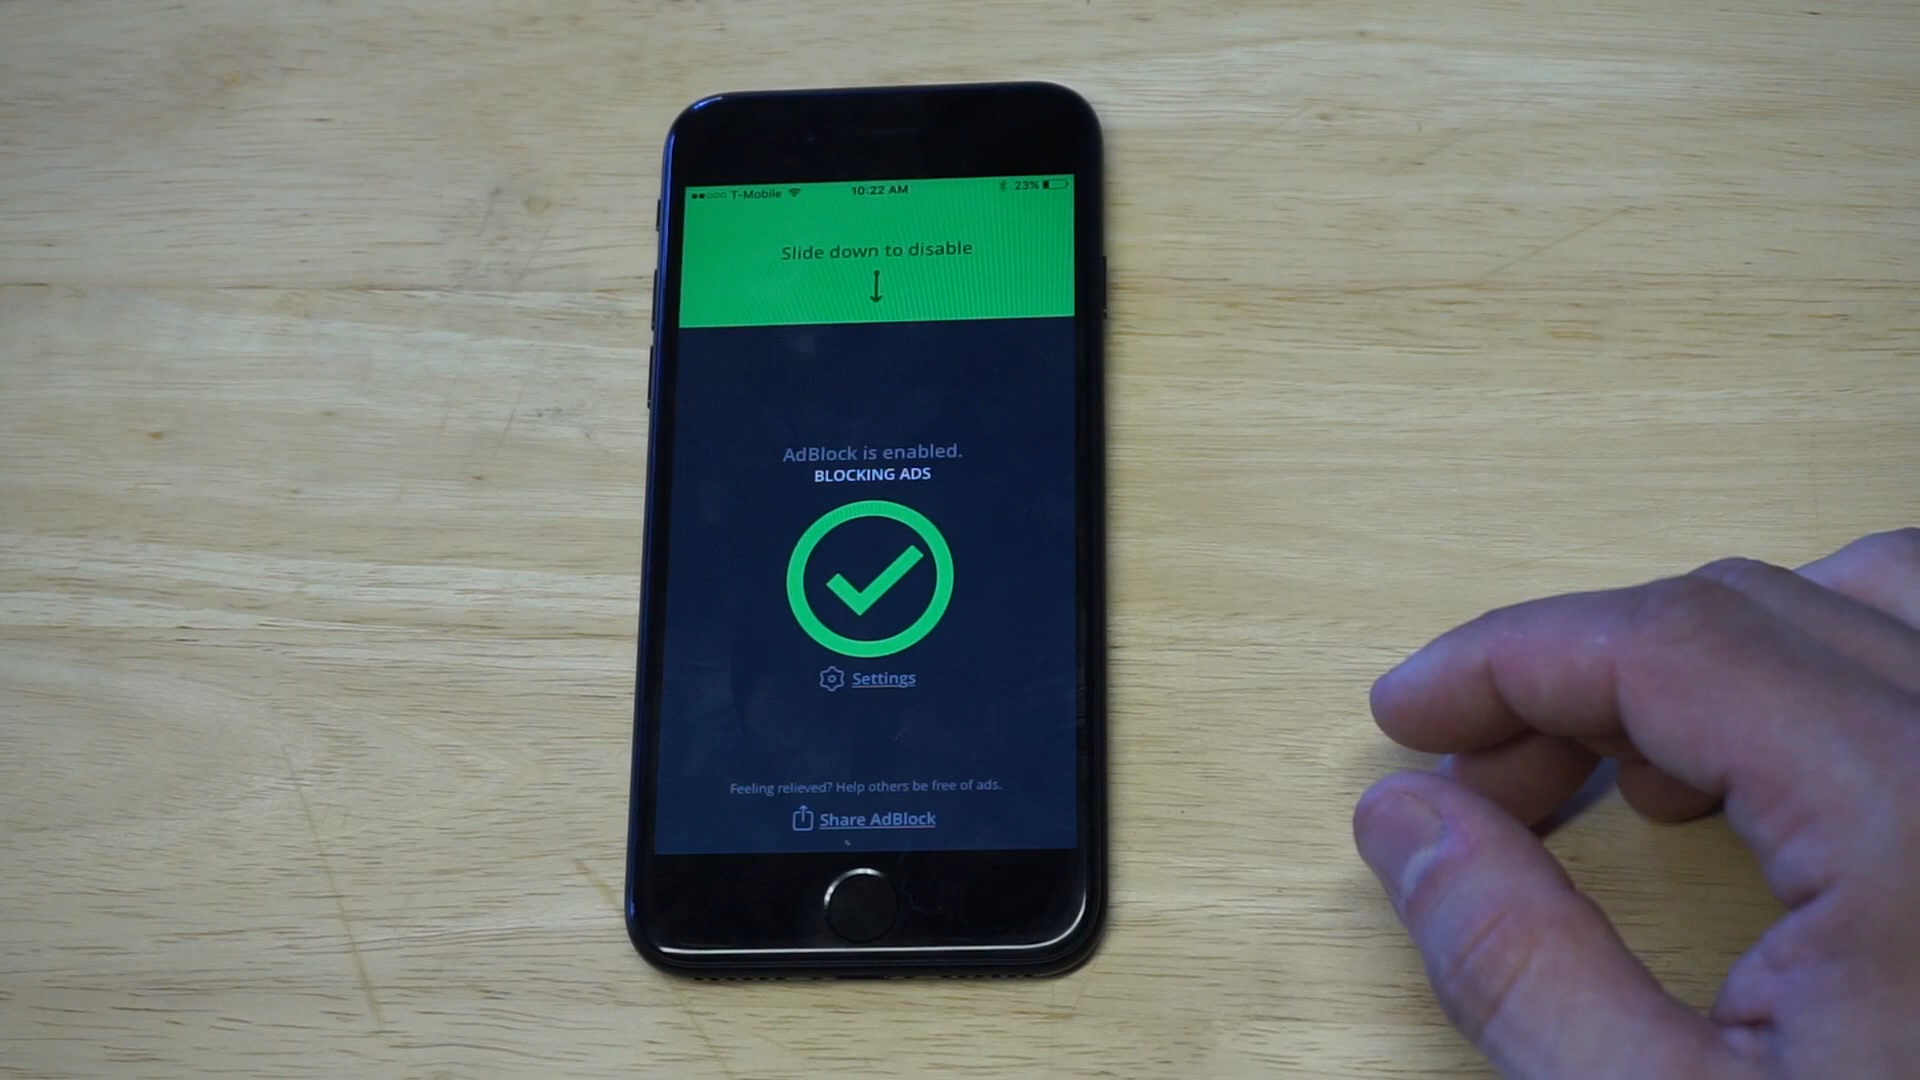 T-Mobile 10:22 AM 23%
Slide down to disable
AdBlock is enabled.
BLOCKING ADS
Settings
Feeling relieved? Help others be free of ads.
Share AdBlock